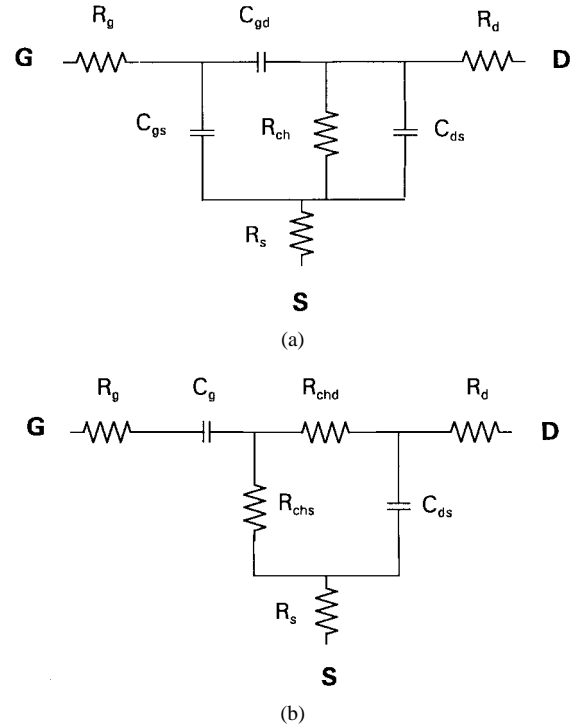 R_g C_gd R_d
G D
C_gs R_ch C_ds
R_s
S
(a)
R_g C_g R_chd R_d
G D
R_chs C_ds
R_s
S
(b)